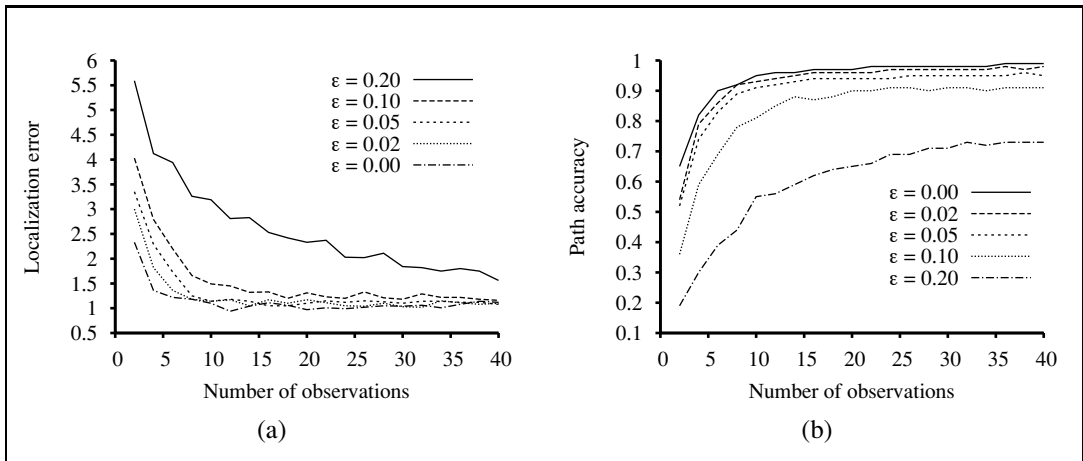 6
5.5
5
4.5
4
3.5
3
2.5
2
1.5
1
0.5
Localization error
ε = 0.20
ε = 0.10
ε = 0.05
ε = 0.02
ε = 0.00
0 5 10 15 20 25 30 35 40
Number of observations
(a)
1
0.9
0.8
0.7
0.6
0.5
0.4
0.3
0.2
0.1
Path accuracy
ε = 0.00
ε = 0.02
ε = 0.05
ε = 0.10
ε = 0.20
0 5 10 15 20 25 30 35 40
Number of observations
(b)